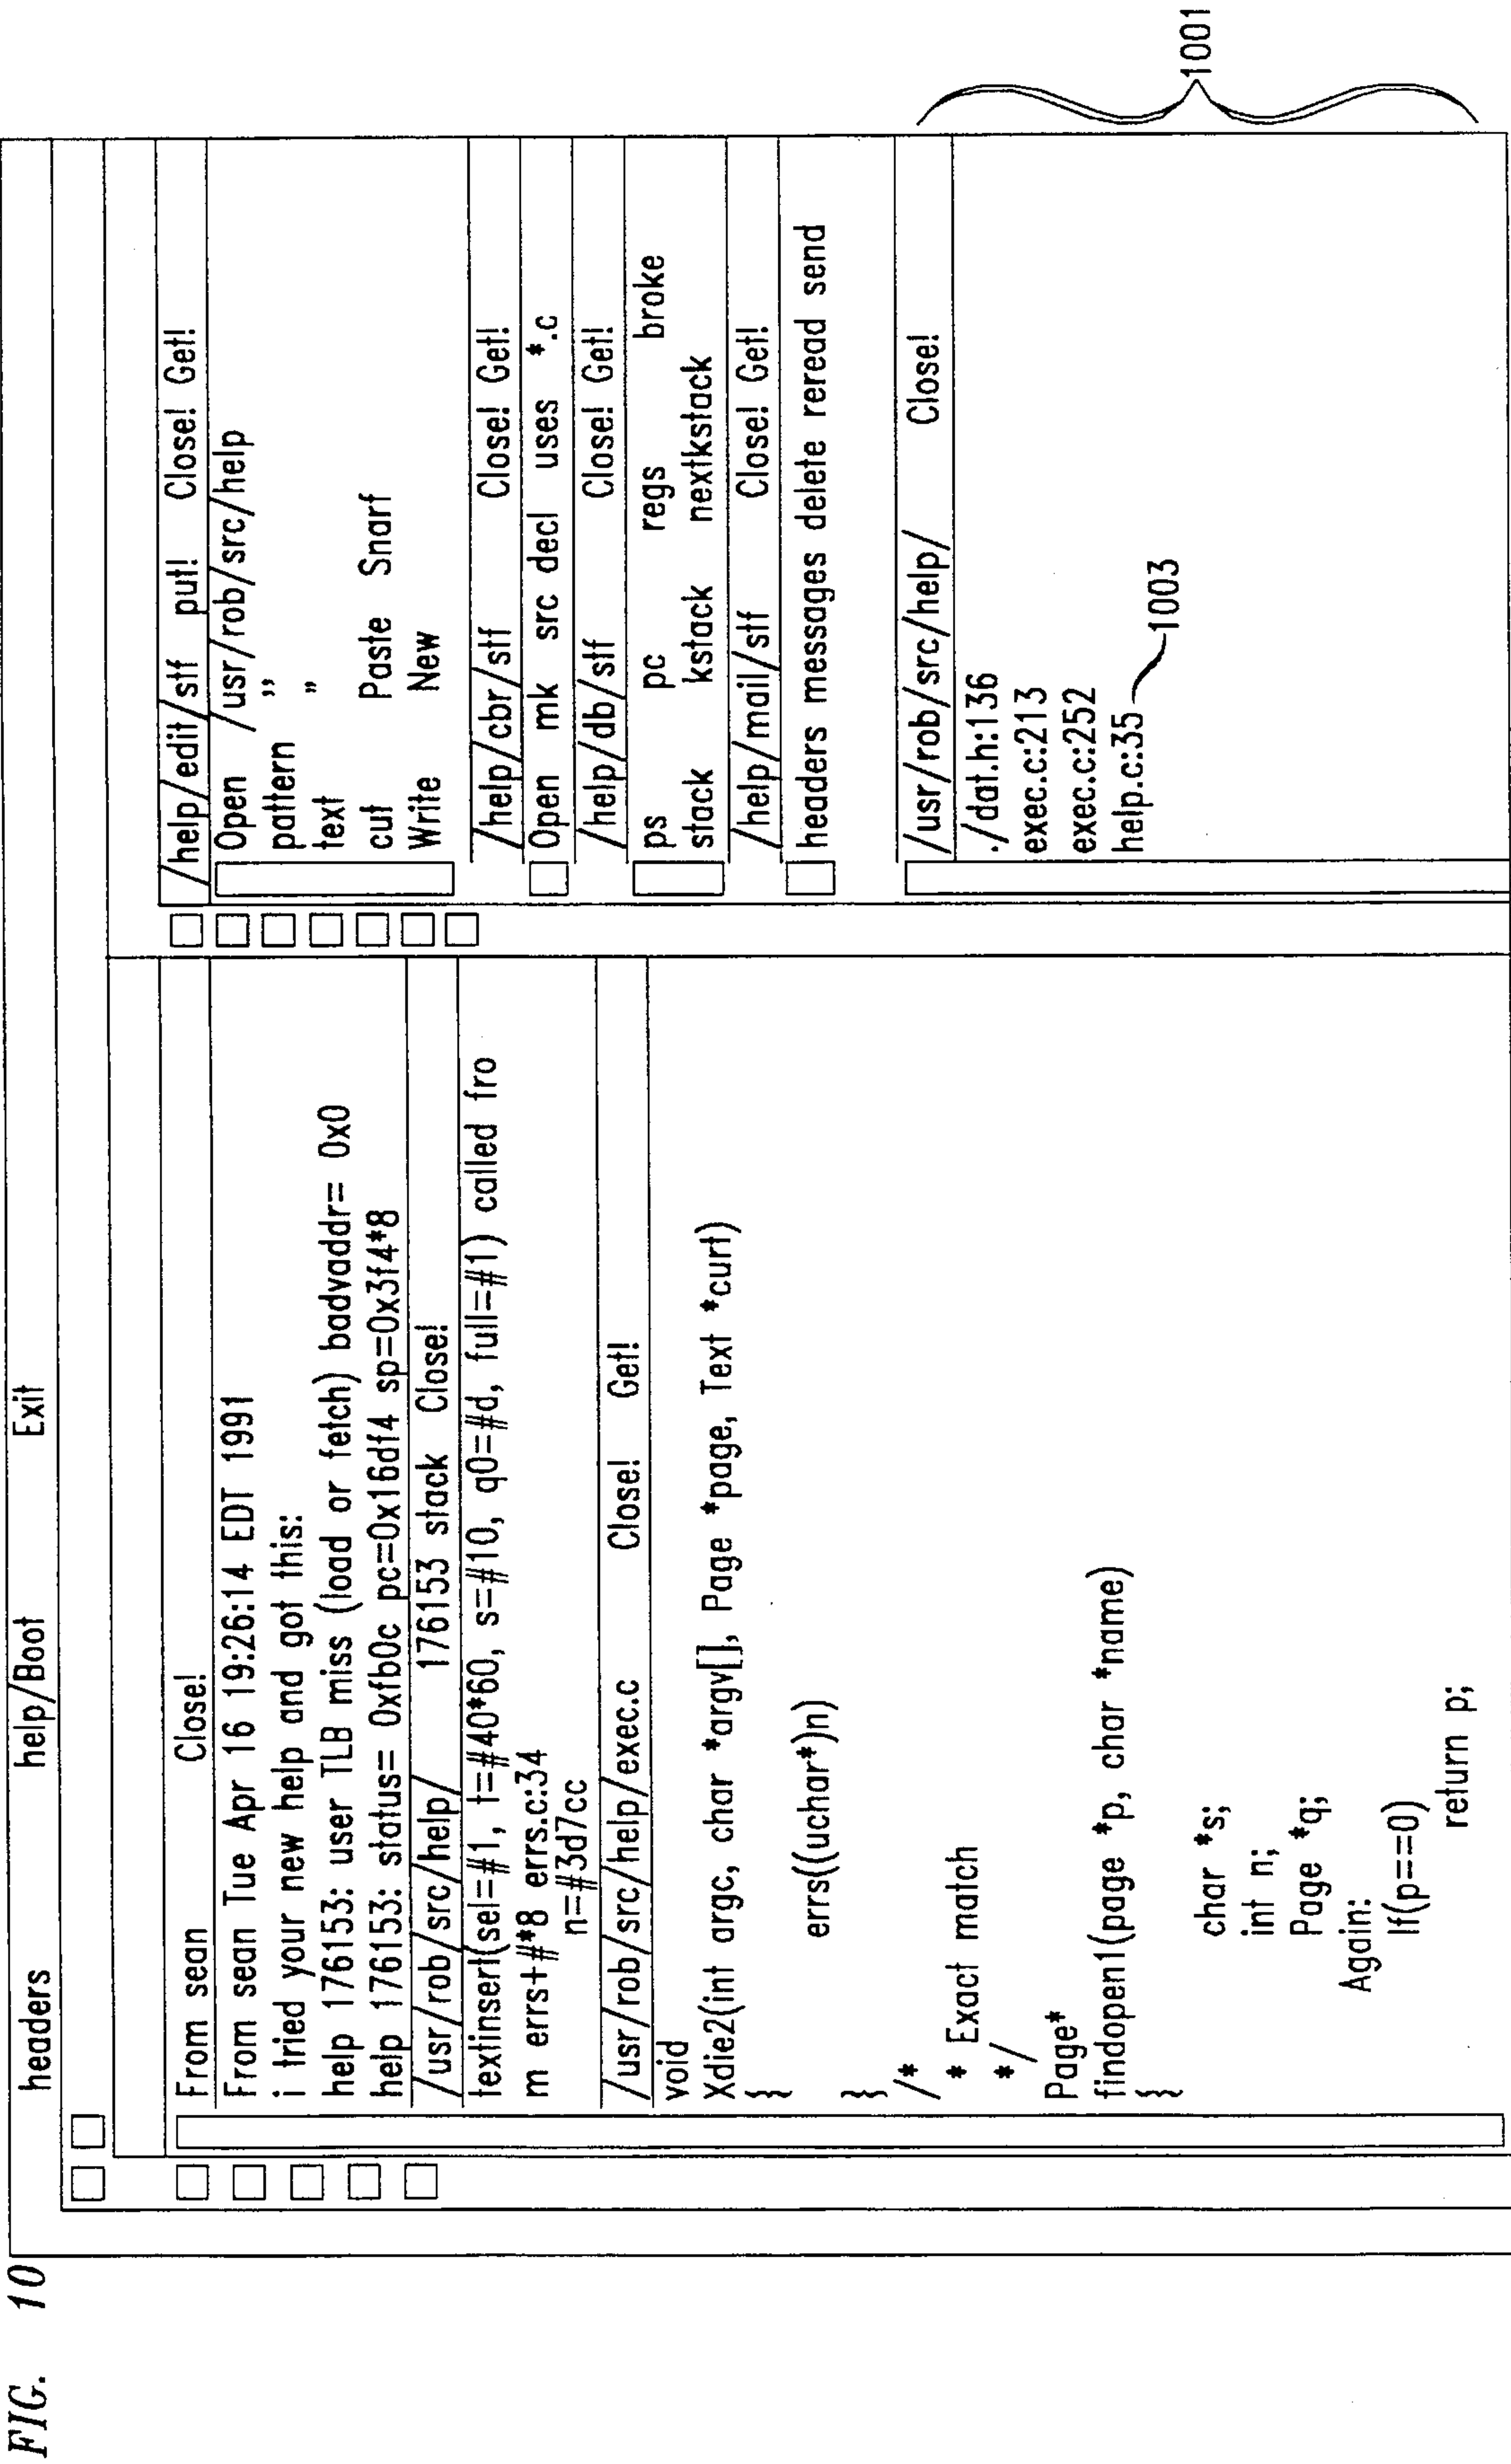 FIG. 10
headers help/Boot Exit
From sean Close!
From sean Tue Apr 16 19:26:14 EDT 1991
i tried your new help and got this:
help 176153: user TLB miss (load or fetch) badvaddr= 0x0
help 176153: status= 0xfb0c pc=0x16df4 sp=0x3f4*8
/usr/rob/src/help/ 176153 stack Close!
textinsert(sel=#1, t=#40*60, s=#10, q0=#d, full=#1) called fro
m errs+#*8 errs.c:34
n=#3d7cc
/usr/rob/src/help/exec.c Close! Get!
void
Xdie2(int argc, char *argv[], Page *page, Text *curt)
{
errs((uchar*)n)
}
/*
* Exact match
*/
Page*
findopen1(page *p, char *name)
{
char *s;
int n;
Page *q;
Again:
If(p==0)
return p;
/help/edit/stf put! Close! Get!
Open /usr/rob/src/help
pattern ,,
text "
cut Paste Snarf
Write New
/help/cbr/stf Close! Get!
Open mk src decl uses *.c
/help/db/stf Close! Get!
ps pc regs broke
stack kstack nextkstack
/help/mail/stf Close! Get!
headers messages delete reread send
/usr/rob/src/help/ Close!
./dat.h:136
exec.c:213
exec.c:252
help.c:35 1003
1001